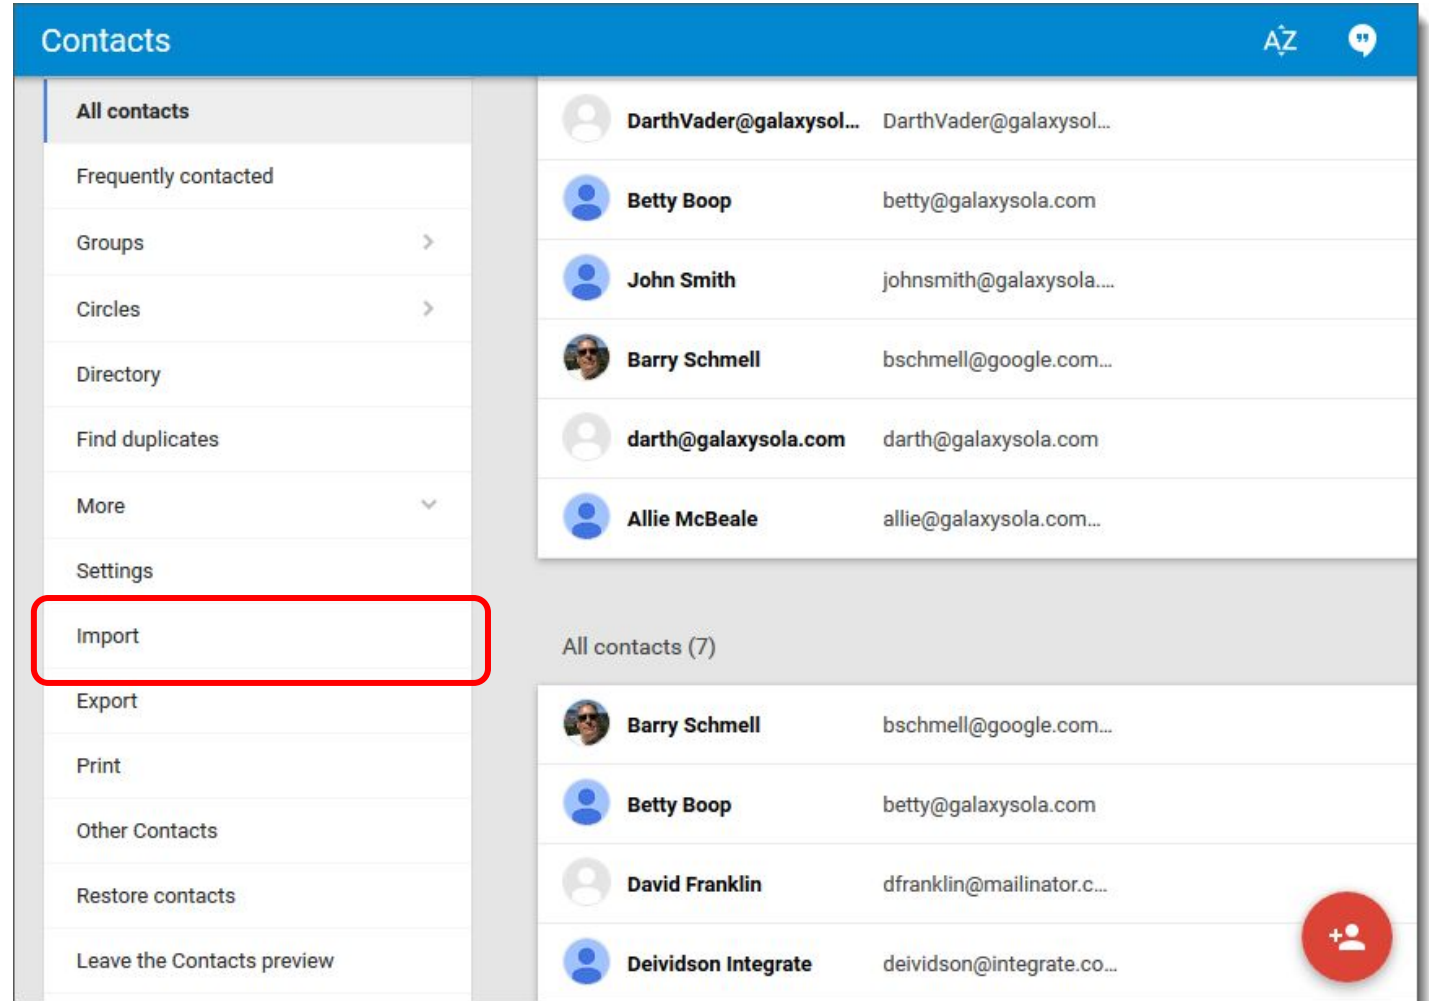 Contacts
AZ
All contacts
Frequently contacted
Groups
Circles
Directory
Find duplicates
More
Settings
Import
Export
Print
Other Contacts
Restore contacts
Leave the Contacts preview
DarthVader@galaxysol... DarthVader@galaxysol...
Betty Boop betty@galaxysola.com
John Smith johnsmith@galaxysola....
Barry Schmell bschmell@google.com...
darth@galaxysola.com darth@galaxysola.com
Allie McBeale allie@galaxysola.com...
All contacts (7)
Barry Schmell bschmell@google.com...
Betty Boop betty@galaxysola.com
David Franklin dfranklin@mailinator.c...
Deividson Integrate deividson@integrate.co...